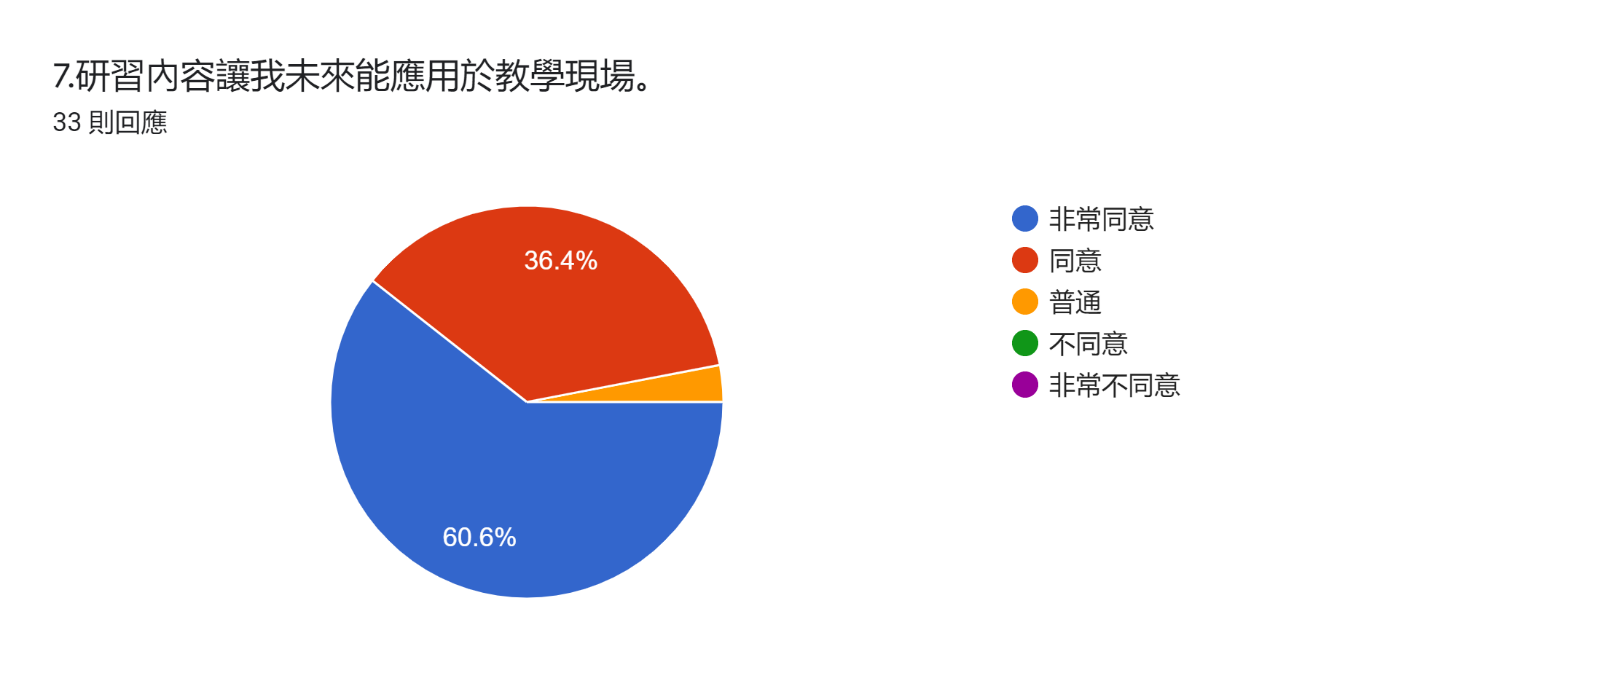 7.研習內容讓我未來能應用於教學現場。
33 則回應
36.4%
60.6%
非常同意
同意
普通
不同意
非常不同意